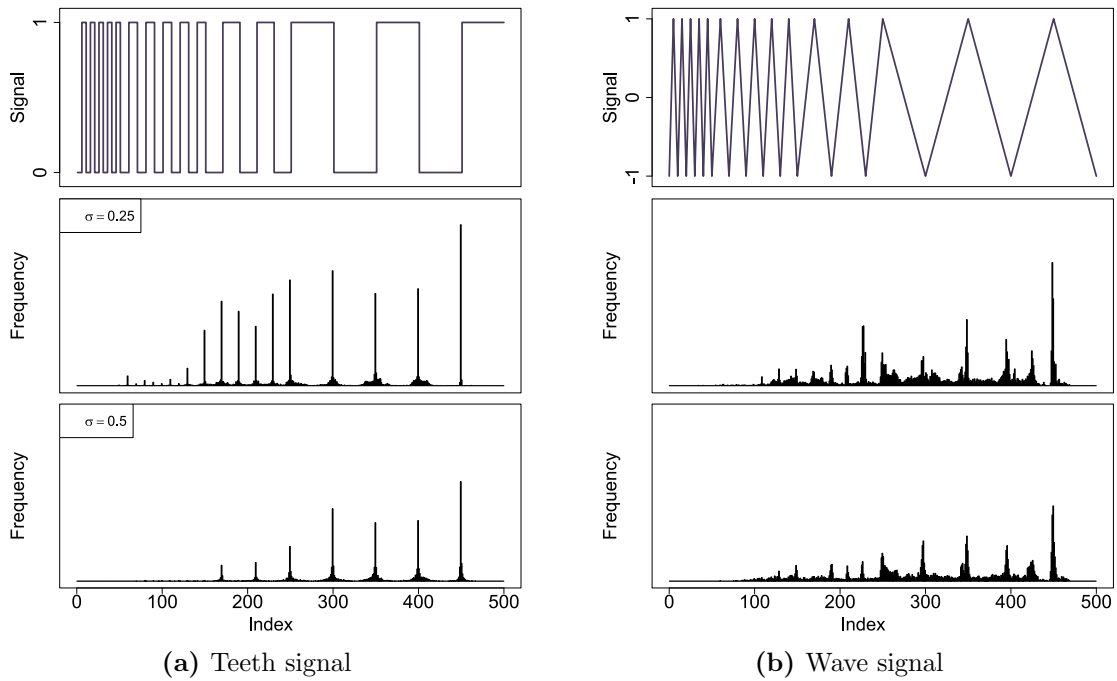 1
Signal
0
σ = 0.25
Frequency
σ = 0.5
Frequency
0 100 200 300 400 500
Index
(a) Teeth signal
1
Signal
0
-1
Frequency
Frequency
0 100 200 300 400 500
Index
(b) Wave signal